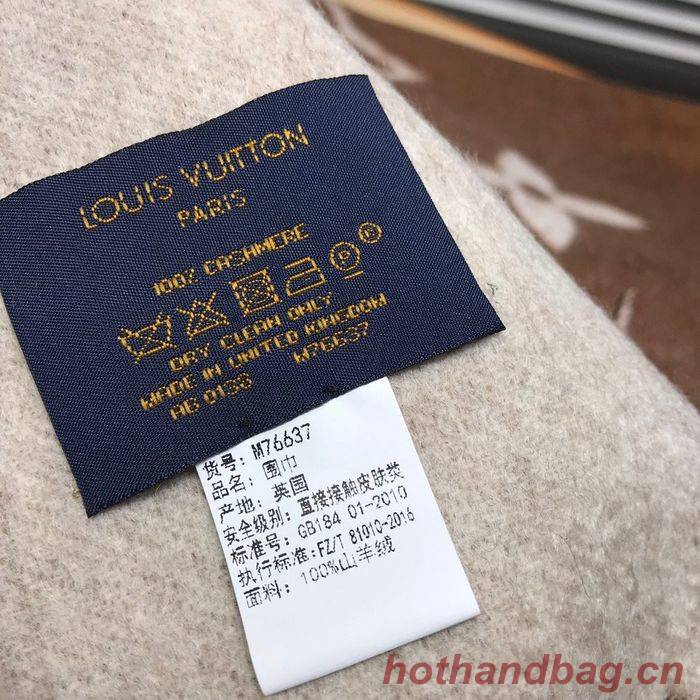 LOUIS VUITTON
PARIS
100% CASHMERE
P
DRY CLEAN ONLY
MADE IN UNITED KINGDOM
RG 0138 M76637
货号: M76637
品名: 围巾
产地: 英国
安全级别: 直接接触皮肤类
标准号: GB184 01-2010
执行标准: FZ/T 81010-2016
面料: 100%山羊绒
hothandbag.cn